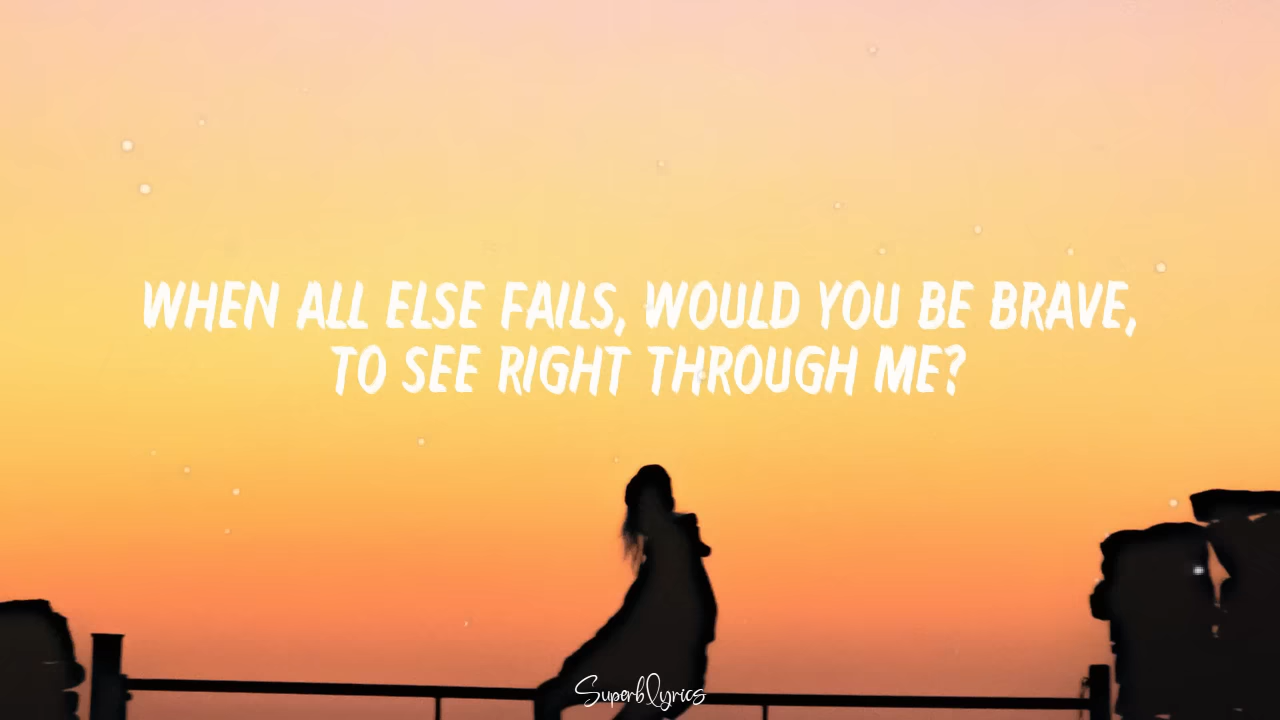 WHEN ALL ELSE FAILS, WOULD YOU BE BRAVE,
TO SEE RIGHT THROUGH ME?
Superblyrics